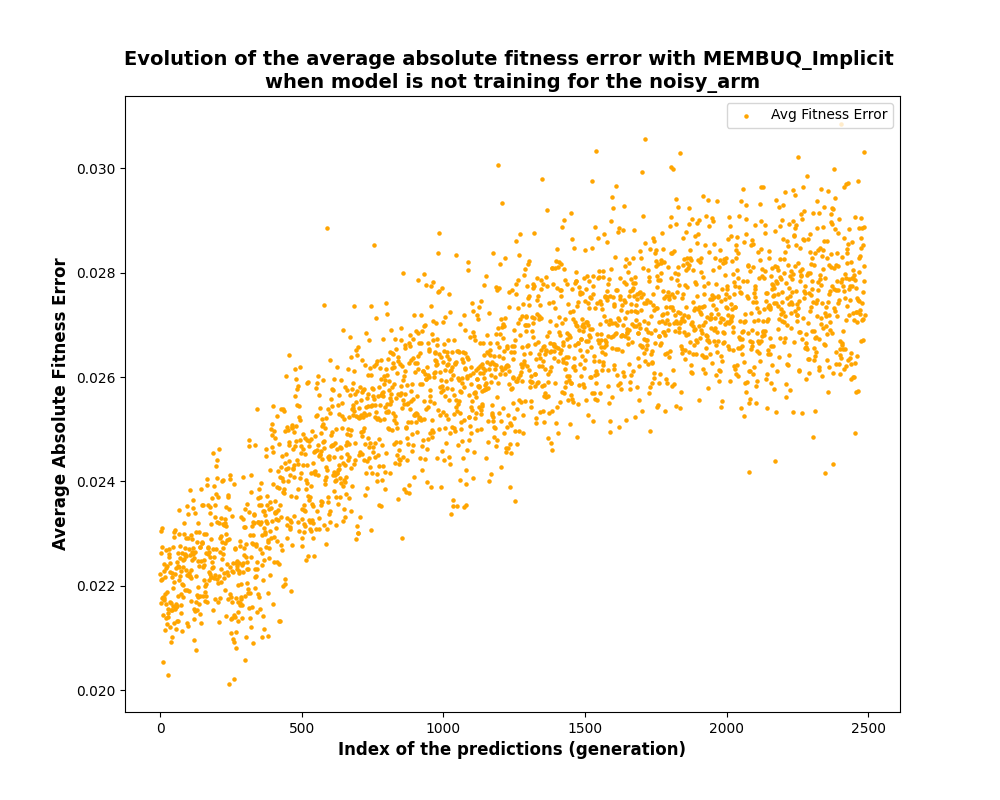 Evolution of the average absolute fitness error with MEMBUQ_Implicit
when model is not training for the noisy_arm
Avg Fitness Error
0.030
0.028
0.026
0.024
0.022
0.020
Average Absolute Fitness Error
0 500 1000 1500 2000 2500
Index of the predictions (generation)